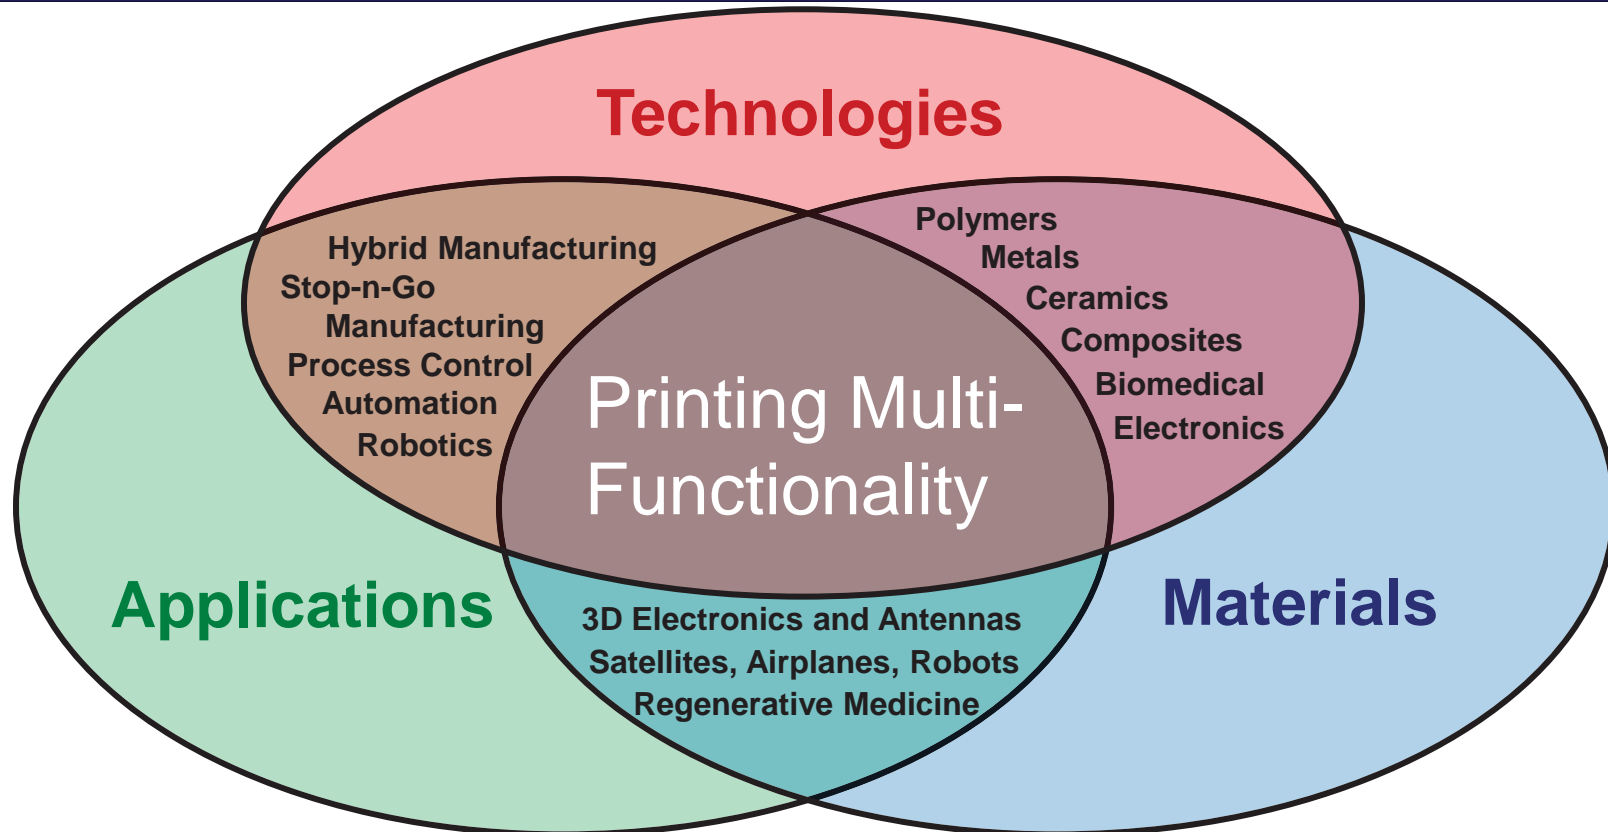 Technologies
Hybrid Manufacturing
Stop-n-Go
Manufacturing
Process Control
Automation
Robotics
Polymers
Metals
Ceramics
Composites
Biomedical
Electronics
Printing Multi-
Functionality
Applications
Materials
3D Electronics and Antennas
Satellites, Airplanes, Robots
Regenerative Medicine